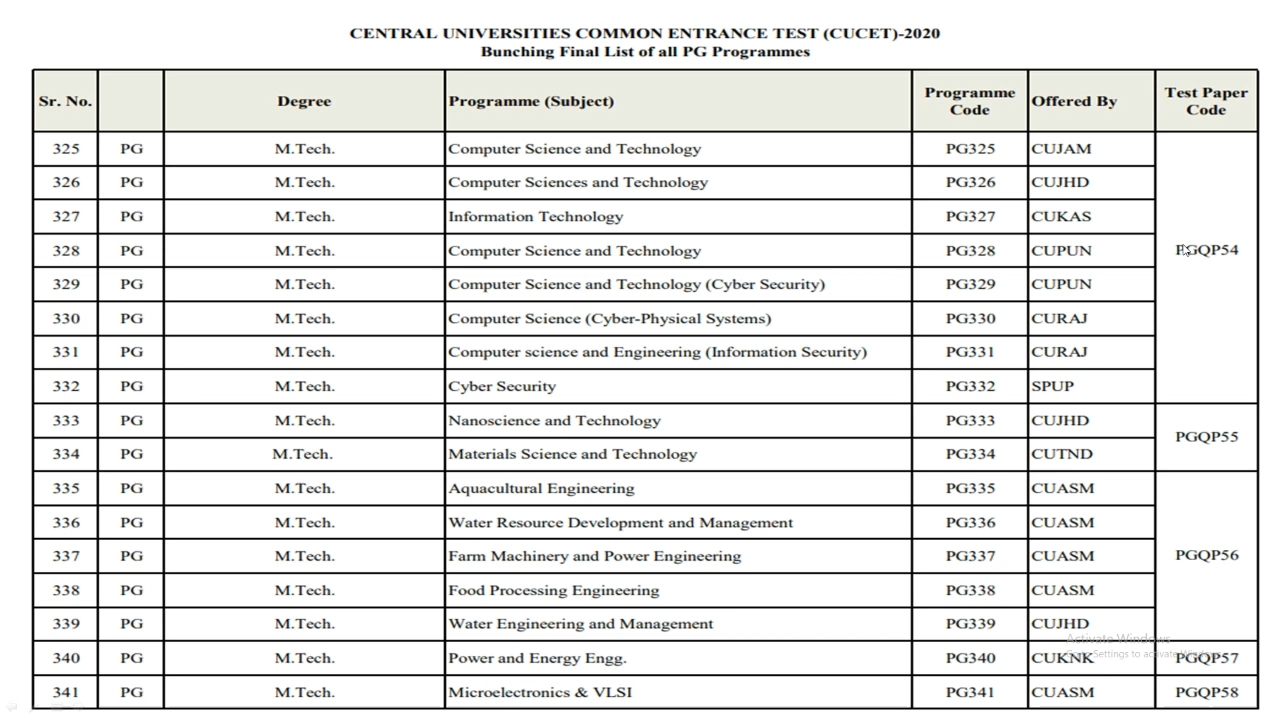 CENTRAL UNIVERSITIES COMMON ENTRANCE TEST (CUCET)-2020
Bunching Final List of all PG Programmes
Sr. No. Degree Programme (Subject) Programme Code Offered By Test Paper Code
325 PG M.Tech. Computer Science and Technology PG325 CUJAM
326 PG M.Tech. Computer Sciences and Technology PG326 CUJHD
327 PG M.Tech. Information Technology PG327 CUKAS
328 PG M.Tech. Computer Science and Technology PG328 CUPUN PGQP54
329 PG M.Tech. Computer Science and Technology (Cyber Security) PG329 CUPUN
330 PG M.Tech. Computer Science (Cyber-Physical Systems) PG330 CURAJ
331 PG M.Tech. Computer science and Engineering (Information Security) PG331 CURAJ
332 PG M.Tech. Cyber Security PG332 SPUP
333 PG M.Tech. Nanoscience and Technology PG333 CUJHD PGQP55
334 PG M.Tech. Materials Science and Technology PG334 CUTND
335 PG M.Tech. Aquacultural Engineering PG335 CUASM
336 PG M.Tech. Water Resource Development and Management PG336 CUASM
337 PG M.Tech. Farm Machinery and Power Engineering PG337 CUASM PGQP56
338 PG M.Tech. Food Processing Engineering PG338 CUASM
339 PG M.Tech. Water Engineering and Management PG339 CUJHD
Activate Windows
340 PG M.Tech. Power and Energy Engg. PG340 CUKNK PGQP57
Go to Settings to activate Windows.
341 PG M.Tech. Microelectronics & VLSI PG341 CUASM PGQP58